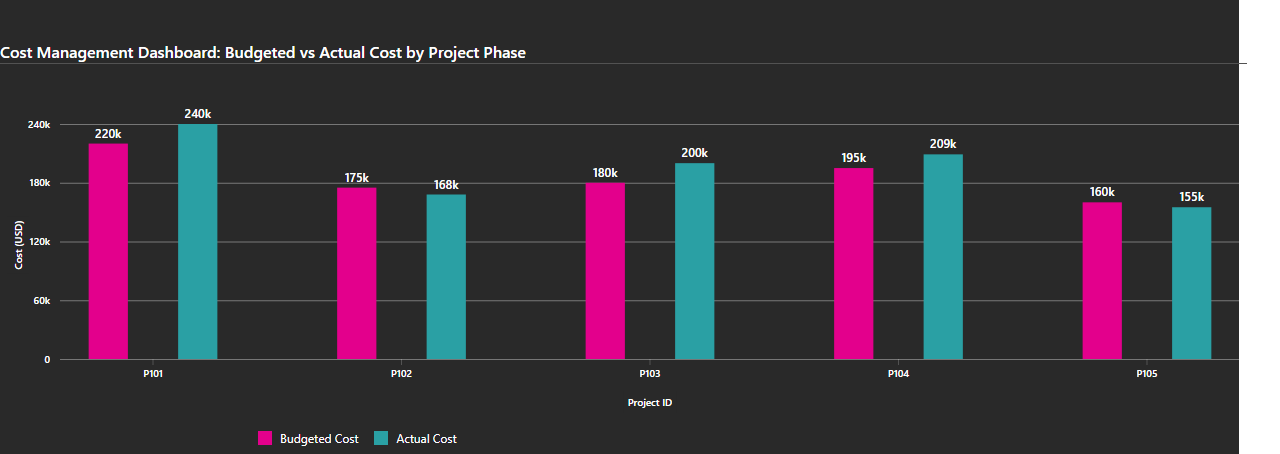 Cost Management Dashboard: Budgeted vs Actual Cost by Project Phase
240k
220k
240k
209k
200k
195k
180k
175k
168k
160k
155k
180k
Cost (USD)
120k
60k
0
P101 P102 P103 P104 P105
Project ID
Budgeted Cost Actual Cost